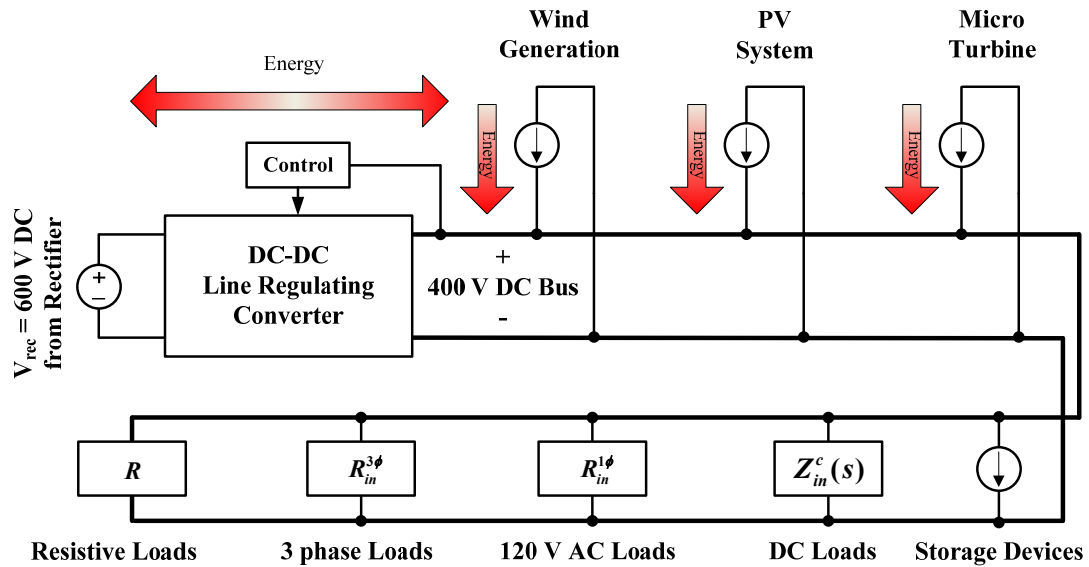 Wind
Generation
PV
System
Micro
Turbine
Energy
Energy
Energy
Energy
Control
V_rec = 600 V DC
from Rectifier
+
−
DC-DC
Line Regulating
Converter
+
400 V DC Bus
-
R
R_in^3ϕ
R_in^1ϕ
Z_in^c(s)
Resistive Loads
3 phase Loads
120 V AC Loads
DC Loads
Storage Devices